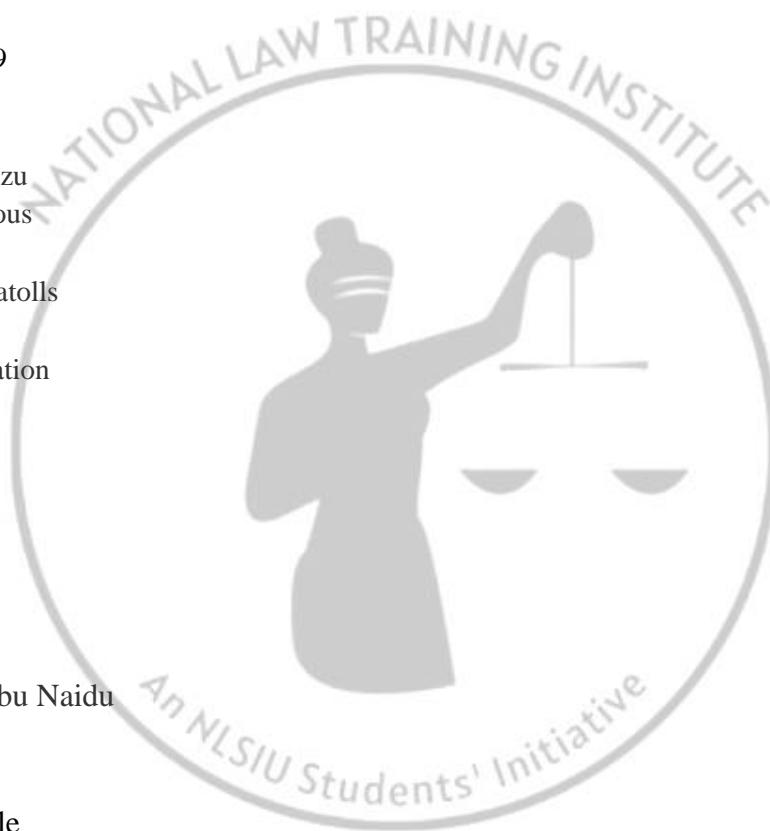 9
NATIONAL LAW TRAINING INSTITUTE
zu
ous
atolls
ation
bu Naidu
An NLSIU Students' Initiative
le